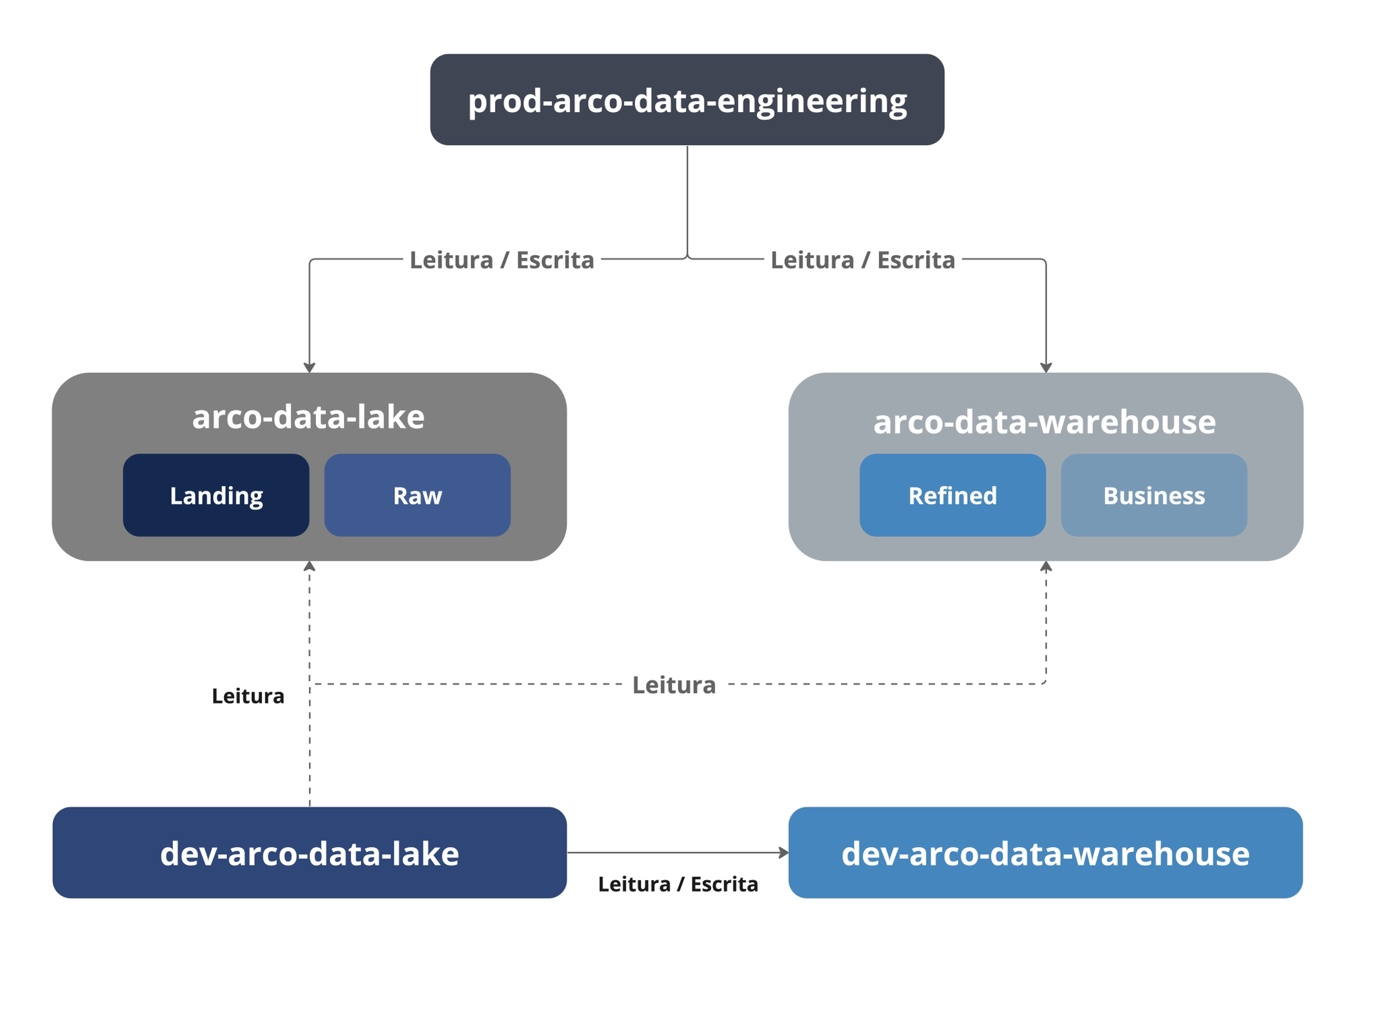 prod-arco-data-engineering
Leitura / Escrita
Leitura / Escrita
arco-data-lake
Landing
Raw
arco-data-warehouse
Refined
Business
Leitura
Leitura
dev-arco-data-lake
Leitura / Escrita
dev-arco-data-warehouse